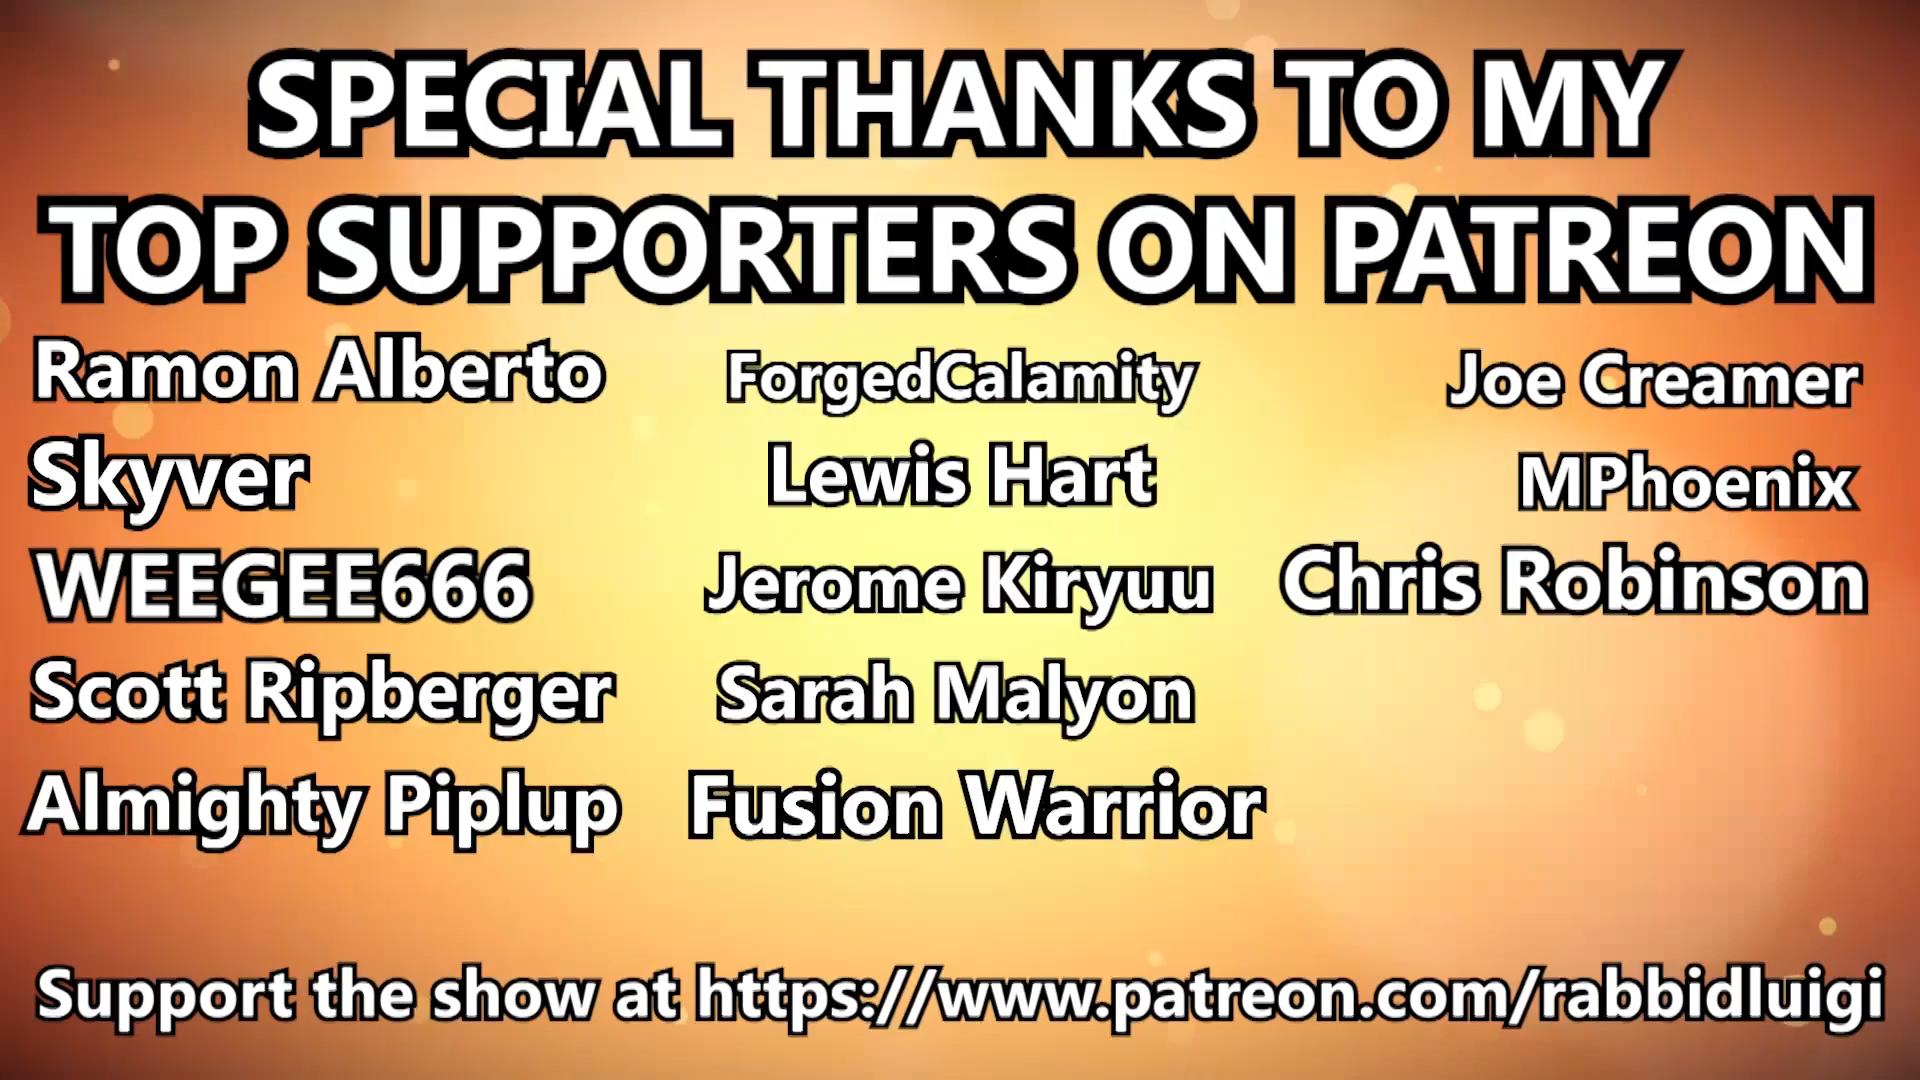 SPECIAL THANKS TO MY
TOP SUPPORTERS ON PATREON
Ramon Alberto
Skyver
WEEGEE666
Scott Ripberger
Almighty Piplup
ForgedCalamity
Lewis Hart
Jerome Kiryuu
Sarah Malyon
Fusion Warrior
Joe Creamer
MPhoenix
Chris Robinson
Support the show at https://www.patreon.com/rabbidluigi